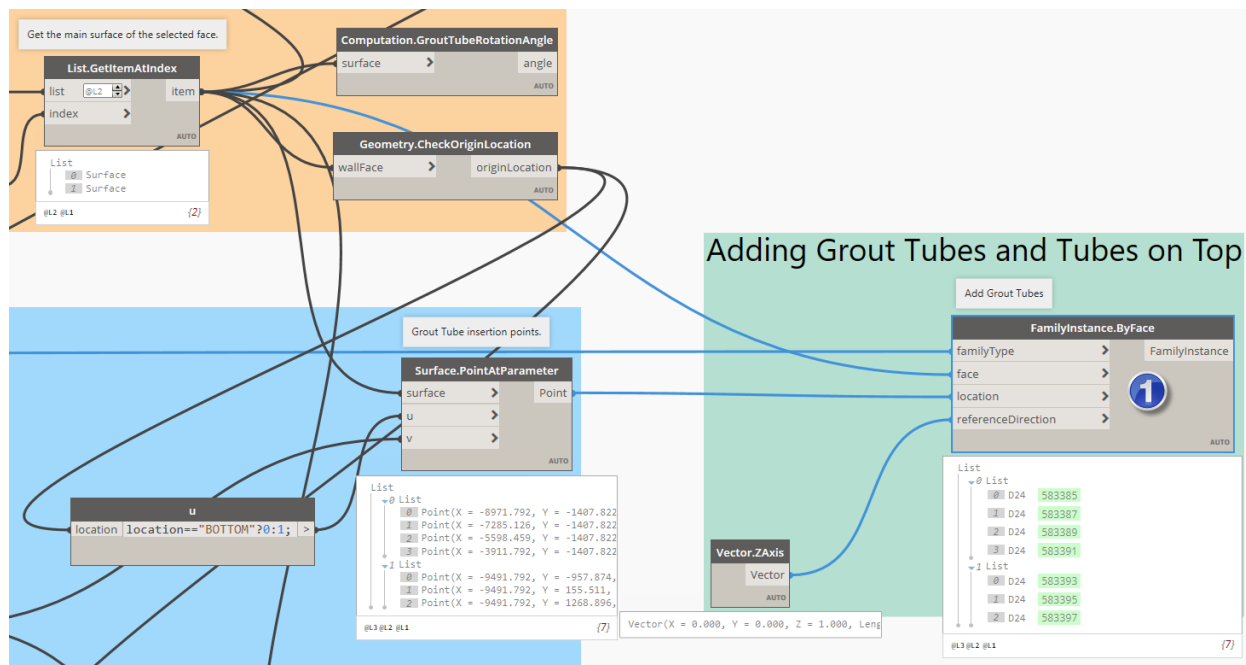 Get the main surface of the selected face.
List.GetItemAtIndex
list @L2 > item
index >
AUTO
List
0 Surface
1 Surface
@L2 @L1 {2}
Computation.GroutTubeRotationAngle
surface > angle
AUTO
Geometry.CheckOriginLocation
wallFace > originLocation
AUTO
Adding Grout Tubes and Tubes on Top
Add Grout Tubes
FamilyInstance.ByFace
familyType > FamilyInstance
face >
location >
referenceDirection >
1
AUTO
List
0 List
0 D24 583385
1 D24 583387
2 D24 583389
3 D24 583391
1 List
0 D24 583393
1 D24 583395
2 D24 583397
@L3 @L2 @L1 {7}
Grout Tube insertion points.
Surface.PointAtParameter
surface > Point
u >
v >
AUTO
List
0 List
0 Point(X = -8971.792, Y = -1407.822
1 Point(X = -7285.126, Y = -1407.822
2 Point(X = -5598.459, Y = -1407.822
3 Point(X = -3911.792, Y = -1407.822
1 List
0 Point(X = -9491.792, Y = -957.874,
1 Point(X = -9491.792, Y = 155.511,
2 Point(X = -9491.792, Y = 1268.896,
@L3 @L2 @L1 {7}
u
location location=="BOTTOM"?0:1; >
Vector.ZAxis
Vector
AUTO
Vector(X = 0.000, Y = 0.000, Z = 1.000, Leng